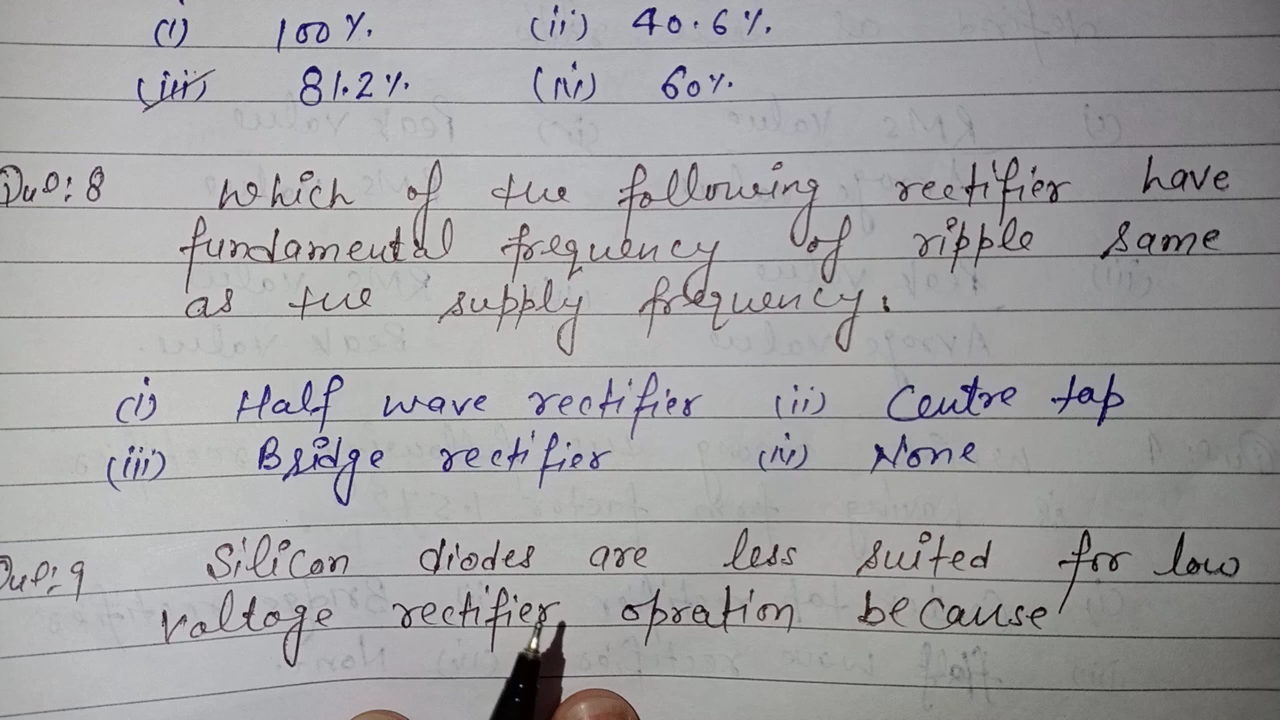 (i) 100%. (ii) 40.6%.
(iii) 81.2%. (iv) 60%.
Que: 8 Which of the following rectifier have
fundamental frequency of ripple same
as the supply frequency.
(i) Half wave rectifier (ii) Centre tap
(iii) Bridge rectifier (iv) None
Que: 9 Silicon diodes are less suited for low
voltage rectifier opration because